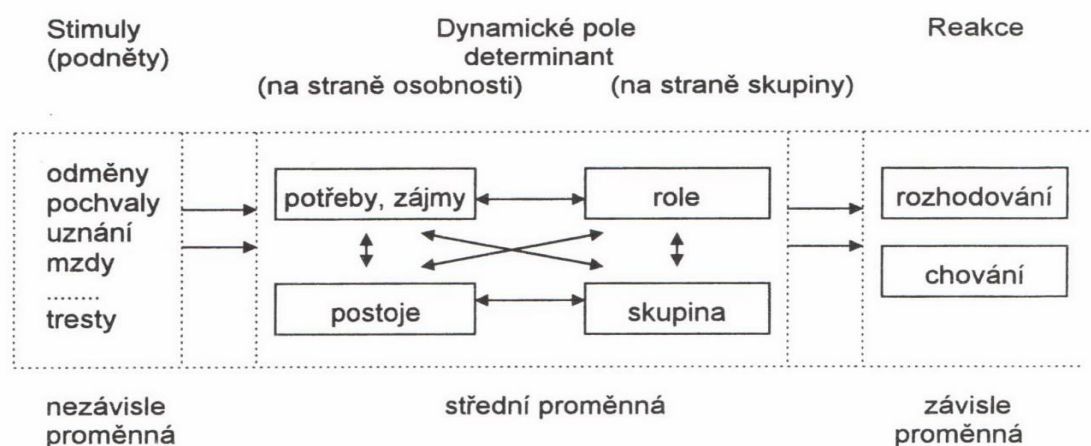 Stimuly
(podněty)
Dynamické pole
determinant
(na straně osobnosti)
(na straně skupiny)
Reakce
odměny
pochvaly
uznání
mzdy
........
tresty
potřeby, zájmy
role
postoje
skupina
rozhodování
chování
nezávisle
proměnná
střední proměnná
závisle
proměnná